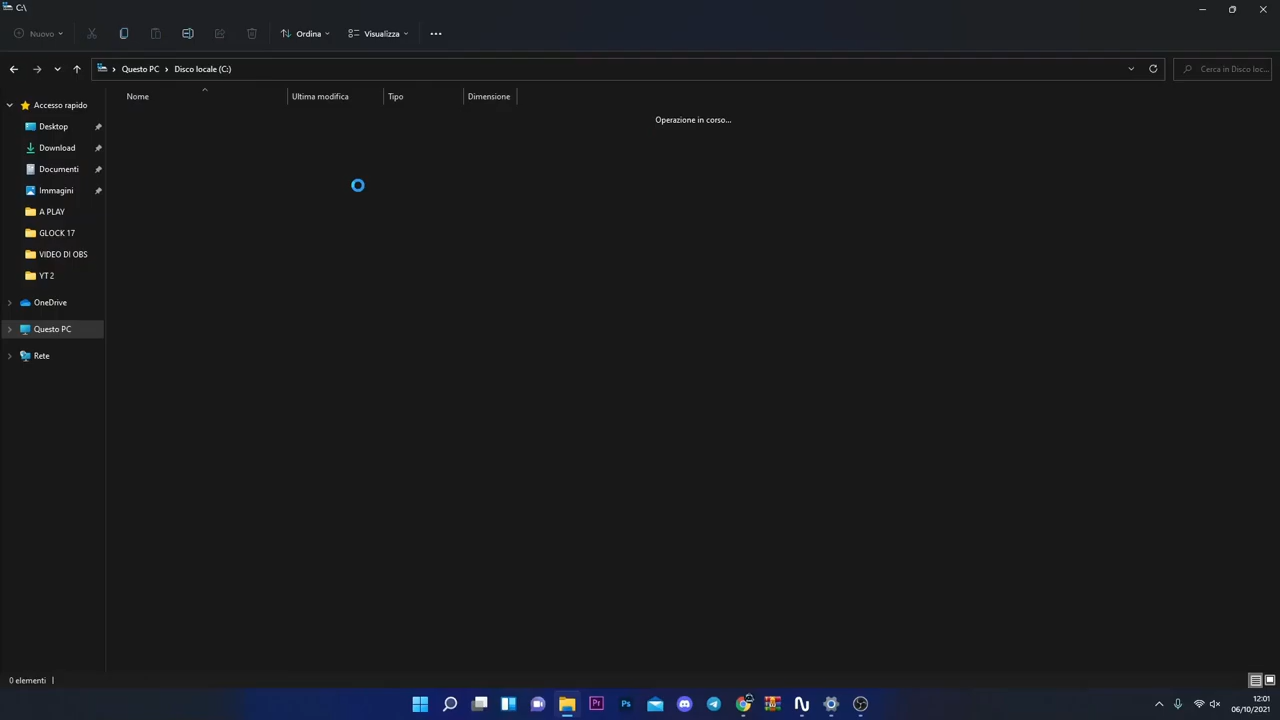 C:\
Nuovo
Ordina
Visualizza
Questo PC
Disco locale (C:)
Cerca in Disco loc...
Nome
Ultima modifica
Tipo
Dimensione
Operazione in corso...
Accesso rapido
Desktop
Download
Documenti
Immagini
A PLAY
GLOCK 17
VIDEO DI OBS
YT 2
OneDrive
Questo PC
Rete
0 elementi
Pr
Ps
12:01
06/10/2021